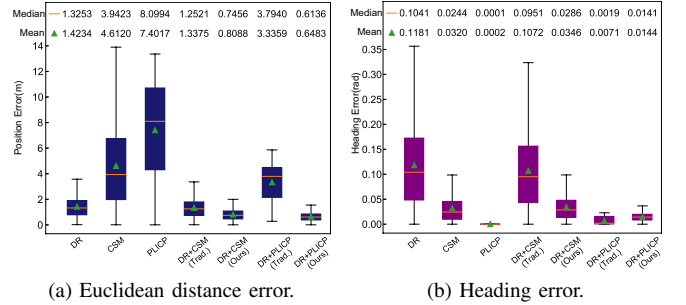 Median 1.3253 3.9423 8.0994 1.2521 0.7456 3.7940 0.6136
Mean 1.4234 4.6120 7.4017 1.3375 0.8088 3.3359 0.6483
Position Error(m)
14
12
10
8
6
4
2
0
DR
CSM
PLICP
DR+CSM
(Trad.)
DR+CSM
(Ours)
DR+PLICP
(Trad.)
DR+PLICP
(Ours)
(a) Euclidean distance error.
Median 0.1041 0.0244 0.0001 0.0951 0.0286 0.0019 0.0141
Mean 0.1181 0.0320 0.0002 0.1072 0.0346 0.0071 0.0144
Heading Error(rad)
0.35
0.30
0.25
0.20
0.15
0.10
0.05
0.00
DR
CSM
PLICP
DR+CSM
(Trad.)
DR+CSM
(Ours)
DR+PLICP
(Trad.)
DR+PLICP
(Ours)
(b) Heading error.